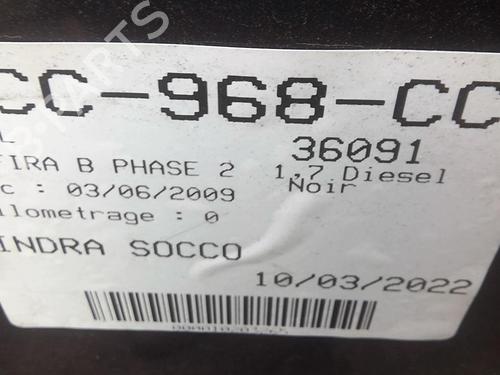 CC-968-CC
L 36091
FIRA B PHASE 2 1,7 Diesel
c : 03/06/2009 Noir
ilometrage : 0
INDRA SOCCO
10/03/2022